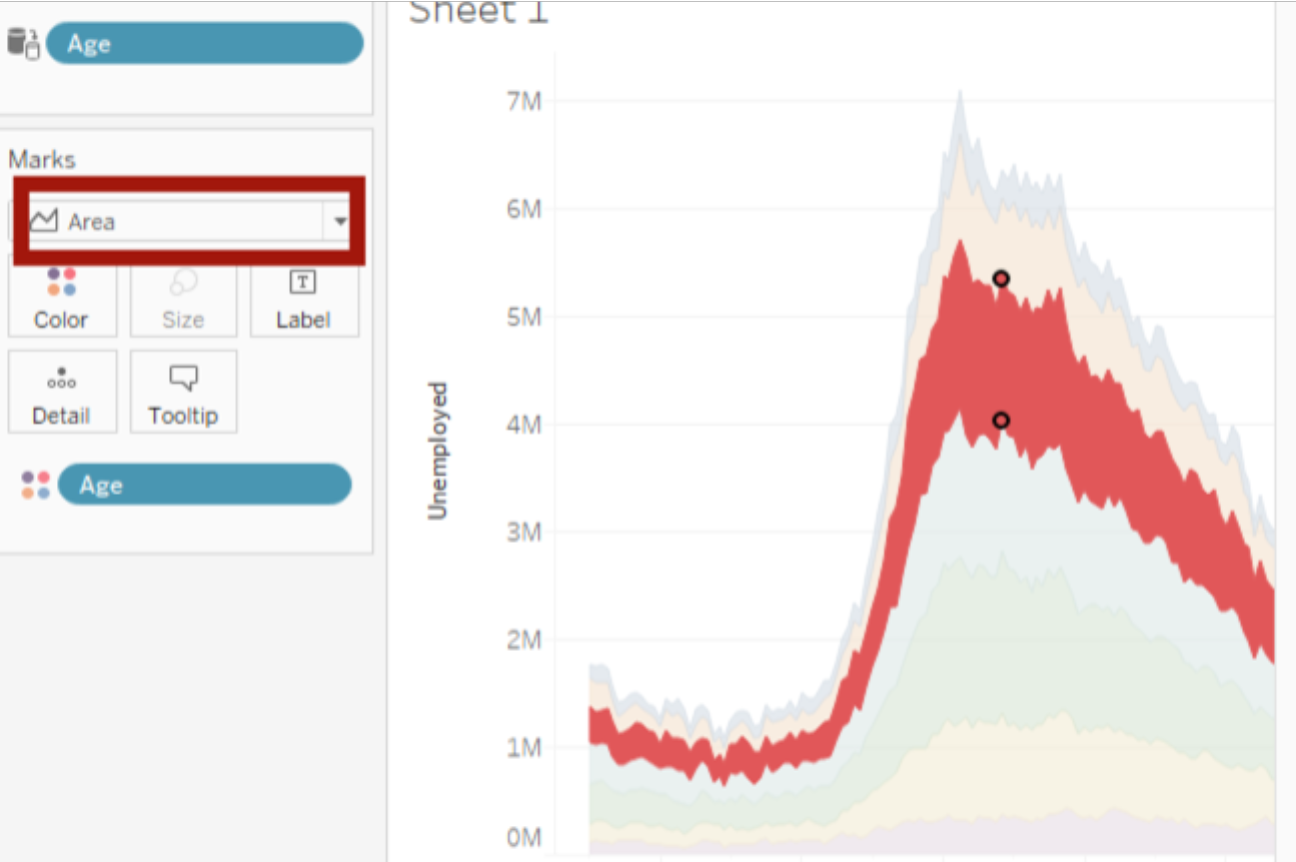 Sheet 1
Age
Marks
Area
Color
Size
T
Label
Detail
Tooltip
Age
Unemployed
7M
6M
5M
4M
3M
2M
1M
0M